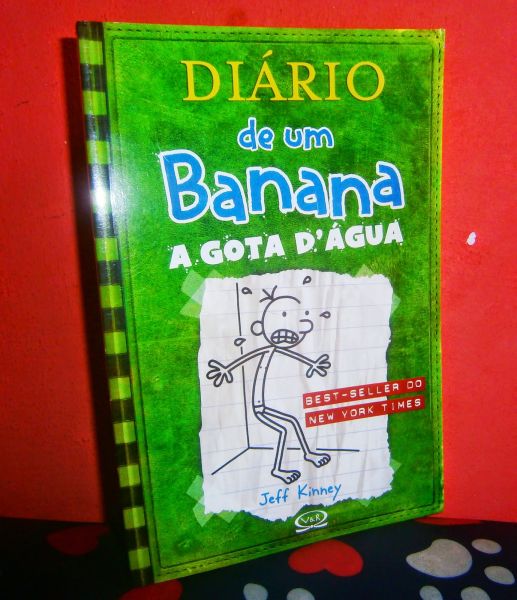 DIÁRIO
de um
Banana
A GOTA D'ÁGUA
BEST-SELLER DO
NEW YORK TIMES
Jeff Kinney
V&R